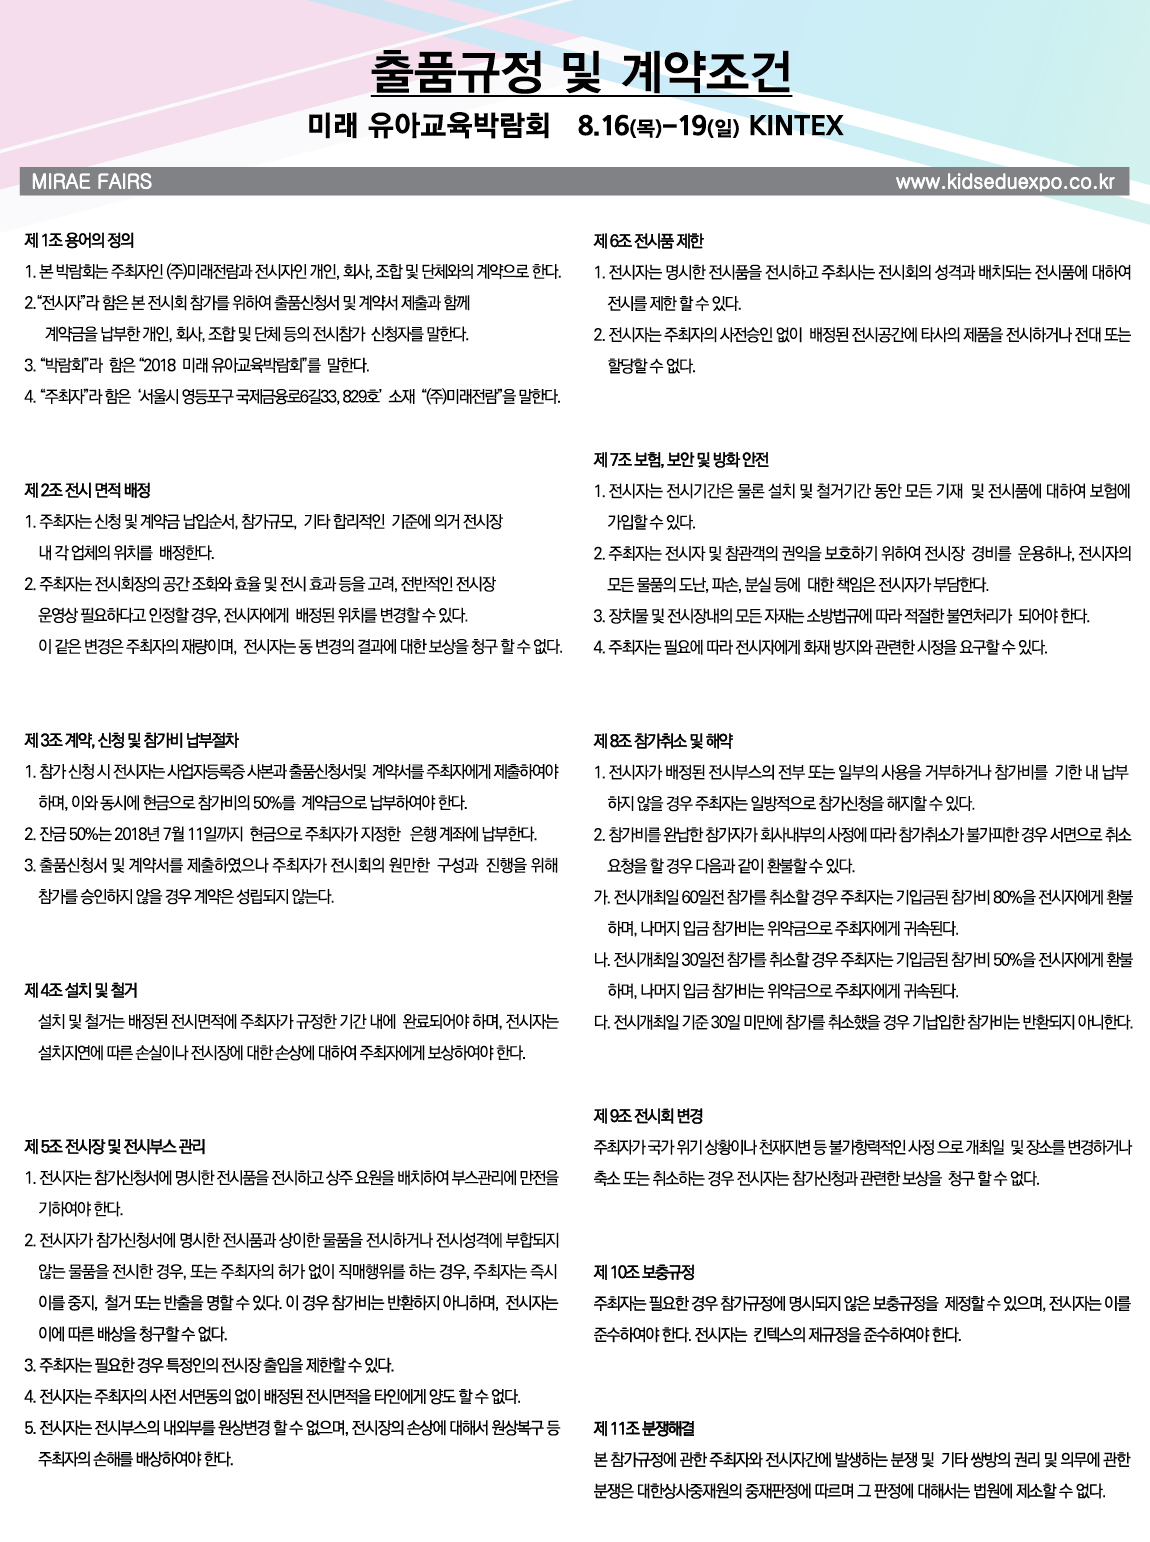 출품규정 및 계약조건
미래 유아교육박람회 8.16(목)-19(일) KINTEX
MIRAE FAIRS
www.kidseduexpo.co.kr
제 1조 용어의 정의
1. 본 박람회는 주최자인 (주)미래전람과 전시자인 개인, 회사, 조합 및 단체와의 계약으로 한다.
2. “전시자”라 함은 본 전시회 참가를 위하여 출품신청서 및 계약서 제출과 함께
계약금을 납부한 개인, 회사, 조합 및 단체 등의 전시참가 신청자를 말한다.
3. “박람회”라 함은 “2018 미래 유아교육박람회”를 말한다.
4. “주최자”라 함은 ‘서울시 영등포구 국제금융로6길33, 829호’ 소재 “(주)미래전람”을 말한다.
제 2조 전시 면적 배정
1. 주최자는 신청 및 계약금 납입순서, 참가규모, 기타 합리적인 기준에 의거 전시장
내 각 업체의 위치를 배정한다.
2. 주최자는 전시회장의 공간 조화와 효율 및 전시 효과 등을 고려, 전반적인 전시장
운영상 필요하다고 인정할 경우, 전시자에게 배정된 위치를 변경할 수 있다.
이 같은 변경은 주최자의 재량이며, 전시자는 동 변경의 결과에 대한 보상을 청구 할 수 없다.
제 3조 계약, 신청 및 참가비 납부절차
1. 참가 신청 시 전시자는 사업자등록증 사본과 출품신청서및 계약서를 주최자에게 제출하여야
하며, 이와 동시에 현금으로 참가비의 50%를 계약금으로 납부하여야 한다.
2. 잔금 50%는 2018년 7월 11일까지 현금으로 주최자가 지정한 은행 계좌에 납부한다.
3. 출품신청서 및 계약서를 제출하였으나 주최자가 전시회의 원만한 구성과 진행을 위해
참가를 승인하지 않을 경우 계약은 성립되지 않는다.
제 4조 설치 및 철거
설치 및 철거는 배정된 전시면적에 주최자가 규정한 기간 내에 완료되어야 하며, 전시자는
설치지연에 따른 손실이나 전시장에 대한 손상에 대하여 주최자에게 보상하여야 한다.
제 5조 전시장 및 전시부스 관리
1. 전시자는 참가신청서에 명시한 전시품을 전시하고 상주 요원을 배치하여 부스관리에 만전을
기하여야 한다.
2. 전시자가 참가신청서에 명시한 전시품과 상이한 물품을 전시하거나 전시성격에 부합되지
않는 물품을 전시한 경우, 또는 주최자의 허가 없이 직매행위를 하는 경우, 주최자는 즉시
이를 중지, 철거 또는 반출을 명할 수 있다. 이 경우 참가비는 반환하지 아니하며, 전시자는
이에 따른 배상을 청구할 수 없다.
3. 주최자는 필요한 경우 특정인의 전시장 출입을 제한할 수 있다.
4. 전시자는 주최자의 사전 서면동의 없이 배정된 전시면적을 타인에게 양도 할 수 없다.
5. 전시자는 전시부스의 내외부를 원상변경 할 수 없으며, 전시장의 손상에 대해서 원상복구 등
주최자의 손해를 배상하여야 한다.
제 6조 전시품 제한
1. 전시자는 명시한 전시품을 전시하고 주최사는 전시회의 성격과 배치되는 전시품에 대하여
전시를 제한 할 수 있다.
2. 전시자는 주최자의 사전승인 없이 배정된 전시공간에 타사의 제품을 전시하거나 전대 또는
할당할 수 없다.
제 7조 보험, 보안 및 방화 안전
1. 전시자는 전시기간은 물론 설치 및 철거기간 동안 모든 기재 및 전시품에 대하여 보험에
가입할 수 있다.
2. 주최자는 전시자 및 참관객의 권익을 보호하기 위하여 전시장 경비를 운용하나, 전시자의
모든 물품의 도난, 파손, 분실 등에 대한 책임은 전시자가 부담한다.
3. 장치물 및 전시장내의 모든 자재는 소방법규에 따라 적절한 불연처리가 되어야 한다.
4. 주최자는 필요에 따라 전시자에게 화재 방지와 관련한 시정을 요구할 수 있다.
제 8조 참가취소 및 해약
1. 전시자가 배정된 전시부스의 전부 또는 일부의 사용을 거부하거나 참가비를 기한 내 납부
하지 않을 경우 주최자는 일방적으로 참가신청을 해지할 수 있다.
2. 참가비를 완납한 참가자가 회사내부의 사정에 따라 참가취소가 불가피한 경우 서면으로 취소
요청을 할 경우 다음과 같이 환불할 수 있다.
가. 전시개최일 60일전 참가를 취소할 경우 주최자는 기입금된 참가비 80%을 전시자에게 환불
하며, 나머지 입금 참가비는 위약금으로 주최자에게 귀속된다.
나. 전시개최일 30일전 참가를 취소할 경우 주최자는 기입금된 참가비 50%을 전시자에게 환불
하며, 나머지 입금 참가비는 위약금으로 주최자에게 귀속된다.
다. 전시개최일 기준 30일 미만에 참가를 취소했을 경우 기납입한 참가비는 반환되지 아니한다.
제 9조 전시회 변경
주최자가 국가 위기 상황이나 천재지변 등 불가항력적인 사정 으로 개최일 및 장소를 변경하거나
축소 또는 취소하는 경우 전시자는 참가신청과 관련한 보상을 청구 할 수 없다.
제 10조 보충규정
주최자는 필요한 경우 참가규정에 명시되지 않은 보충규정을 제정할 수 있으며, 전시자는 이를
준수하여야 한다. 전시자는 킨텍스의 제규정을 준수하여야 한다.
제 11조 분쟁해결
본 참가규정에 관한 주최자와 전시자간에 발생하는 분쟁 및 기타 쌍방의 권리 및 의무에 관한
분쟁은 대한상사중재원의 중재판정에 따르며 그 판정에 대해서는 법원에 제소할 수 없다.